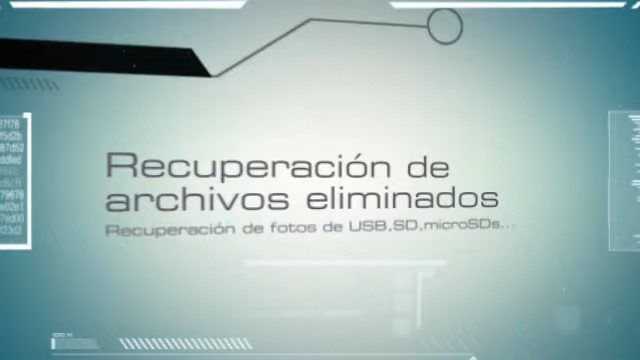 Recuperación de
archivos eliminados
Recuperación de fotos de USB,SD,microSDs...